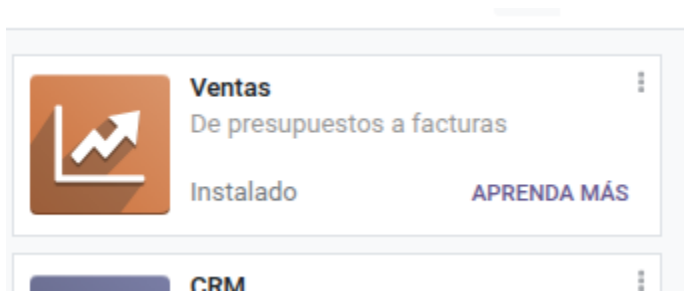 Ventas
De presupuestos a facturas
Instalado
APRENDA MÁS
CRM